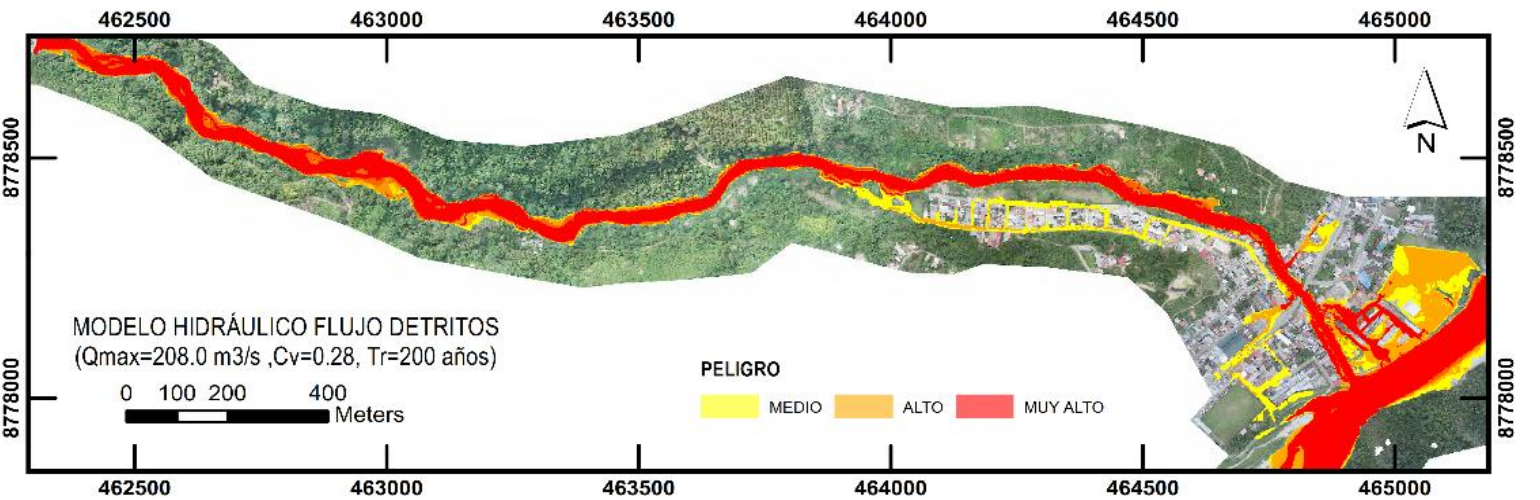 462500 463000 463500 464000 464500 465000
8778500
8778500
N
MODELO HIDRÁULICO FLUJO DETRITOS
(Qmax=208.0 m3/s ,Cv=0.28, Tr=200 años)
0 100 200 400
Meters
PELIGRO
MEDIO ALTO MUY ALTO
8778000
8778000
462500 463000 463500 464000 464500 465000